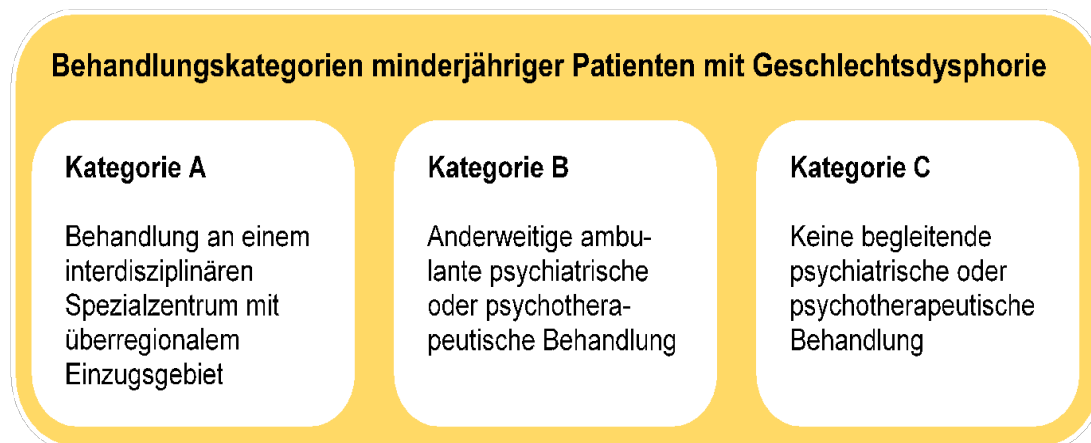 Behandlungskategorien minderjähriger Patienten mit Geschlechtsdysphorie
Kategorie A
Behandlung an einem
interdisziplinären
Spezialzentrum mit
überregionalem
Einzugsgebiet
Kategorie B
Anderweitige ambu-
lante psychiatrische
oder psychothera-
peutische Behandlung
Kategorie C
Keine begleitende
psychiatrische oder
psychotherapeutische
Behandlung